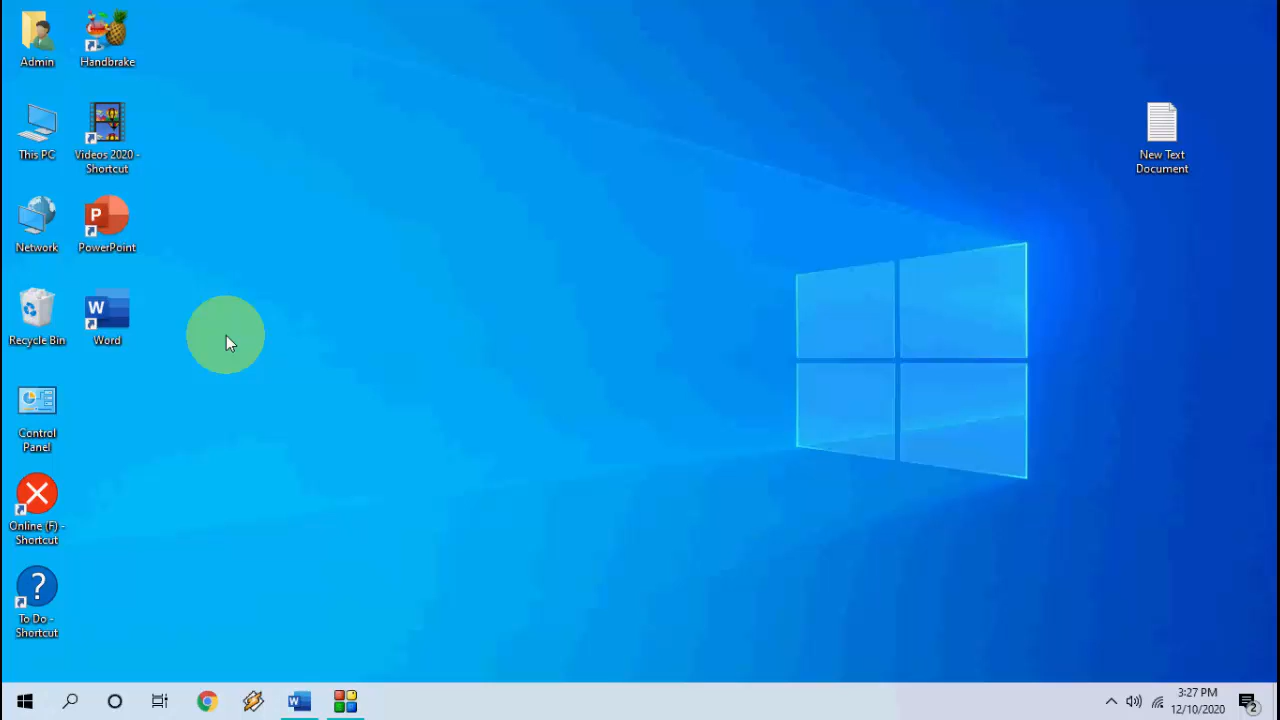 Admin
Handbrake
This PC
Videos 2020 -
Shortcut
New Text
Document
Network
P
PowerPoint
Recycle Bin
W
Word
Control
Panel
Online (F) -
Shortcut
?
To Do -
Shortcut
W
3:27 PM
12/10/2020
2